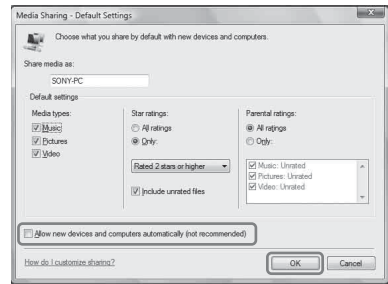 Media Sharing - Default Settings
Choose what you share by default with new devices and computers.
Share media as:
SONY-PC
Default settings
Media types:
Music
Pictures
Video
Star ratings:
All ratings
Only:
Rated 2 stars or higher
Include unrated files
Parental ratings:
All ratings
Only:
Music: Unrated
Pictures: Unrated
Video: Unrated
Allow new devices and computers automatically (not recommended)
How do I customize sharing?
OK
Cancel